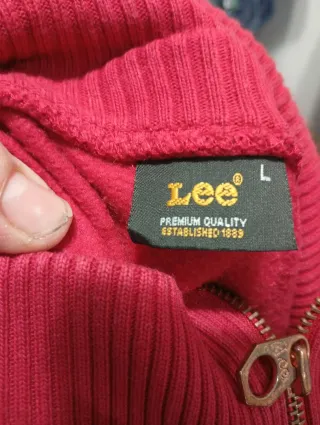 Lee®
L
PREMIUM QUALITY
ESTABLISHED 1889